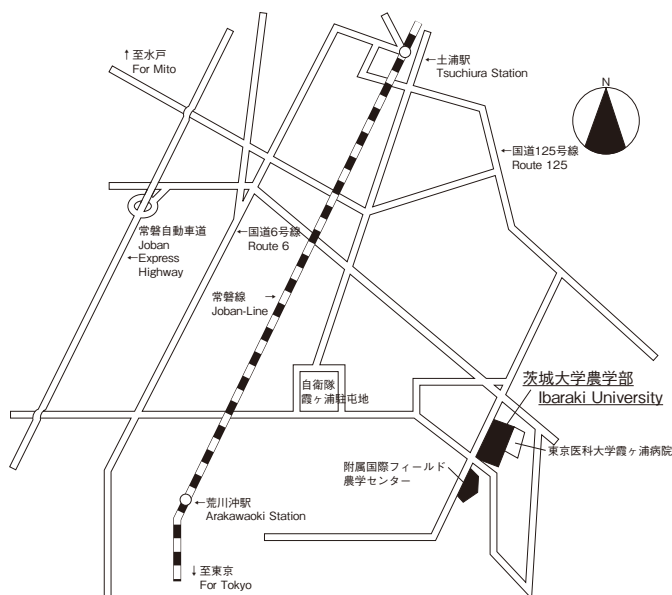 ↑至水戸
For Mito
←土浦駅
Tsuchiura Station
N
←国道125号線
Route 125
常磐自動車道
Joban
Express
←Highway
←国道6号線
Route 6
常磐線→
Joban-Line
自衛隊
霞ヶ浦駐屯地
茨城大学農学部
Ibaraki University
東京医科大学霞ヶ浦病院
附属国際フィールド
農学センター
←荒川沖駅
Arakawaoki Station
↓至東京
For Tokyo